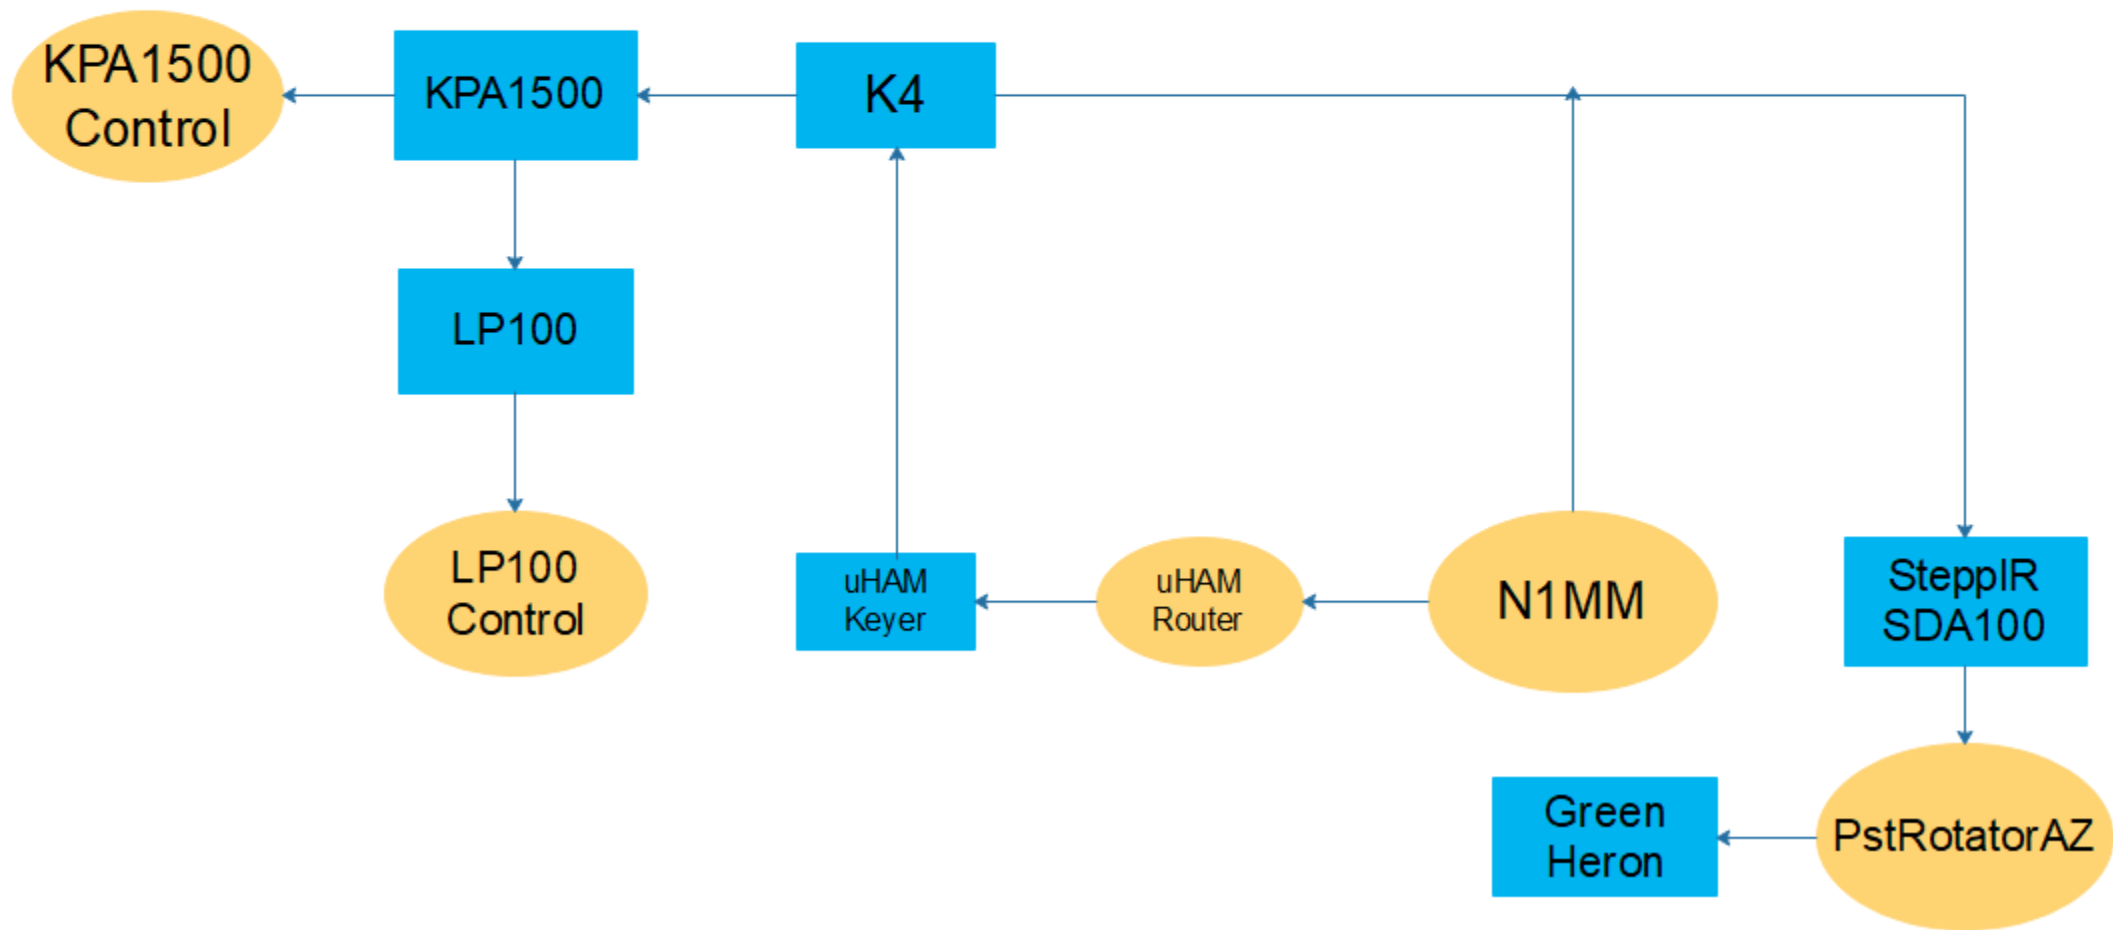 KPA1500
Control
KPA1500
K4
LP100
LP100
Control
uHAM
Keyer
uHAM
Router
N1MM
SteppIR
SDA100
Green
Heron
PstRotatorAZ